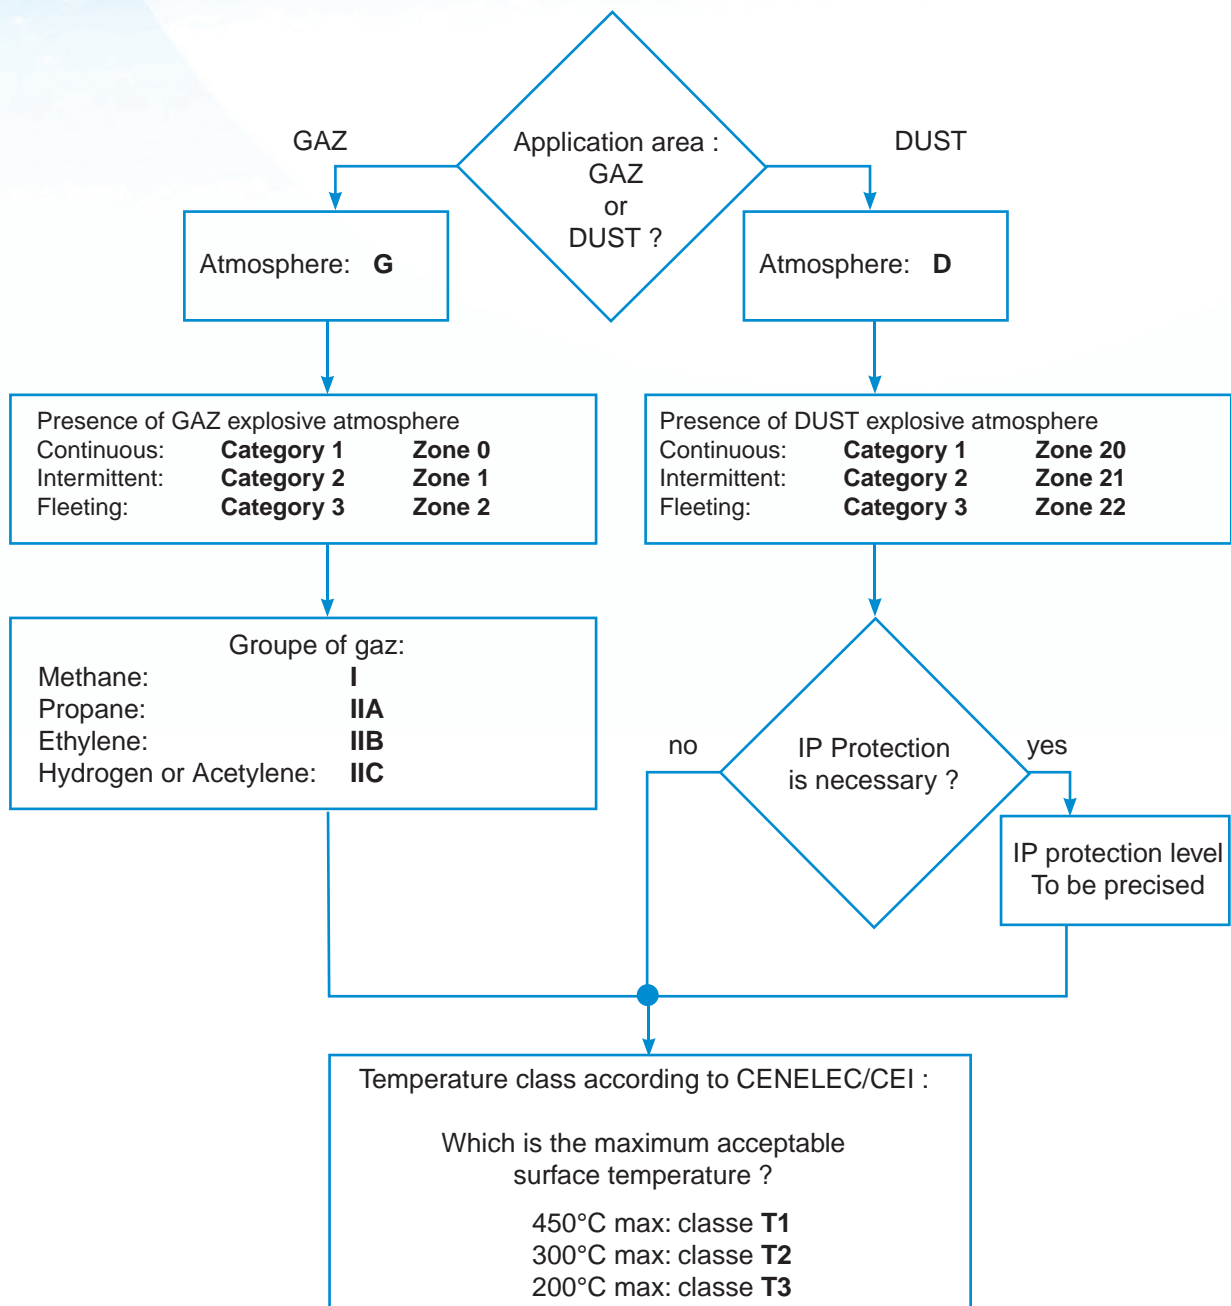 GAZ
DUST
Application area :
GAZ
or
DUST ?
Atmosphere: G
Atmosphere: D
Presence of GAZ explosive atmosphere
Continuous: Category 1 Zone 0
Intermittent: Category 2 Zone 1
Fleeting: Category 3 Zone 2
Presence of DUST explosive atmosphere
Continuous: Category 1 Zone 20
Intermittent: Category 2 Zone 21
Fleeting: Category 3 Zone 22
Groupe of gaz:
Methane: I
Propane: IIA
Ethylene: IIB
Hydrogen or Acetylene: IIC
no
IP Protection
is necessary ?
yes
IP protection level
To be precised
Temperature class according to CENELEC/CEI :
Which is the maximum acceptable
surface temperature ?
450°C max: classe T1
300°C max: classe T2
200°C max: classe T3